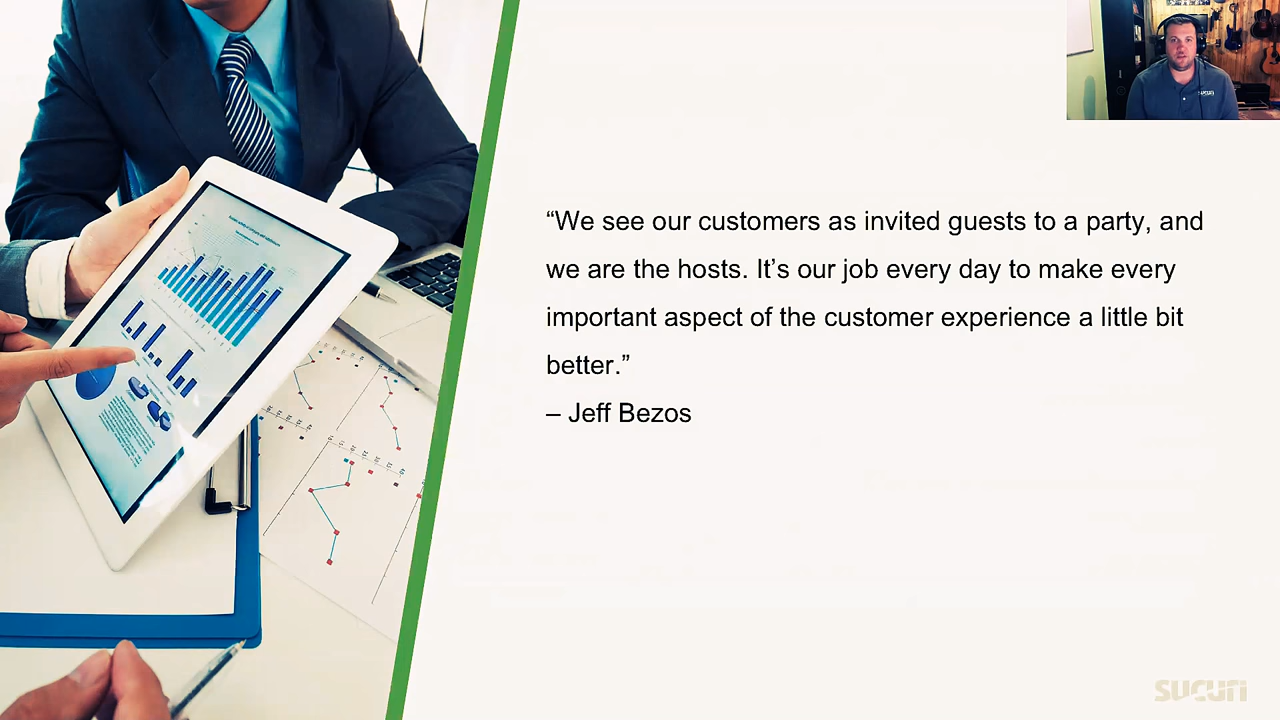 “We see our customers as invited guests to a party, and
we are the hosts. It’s our job every day to make every
important aspect of the customer experience a little bit
better.”
– Jeff Bezos
sucuri